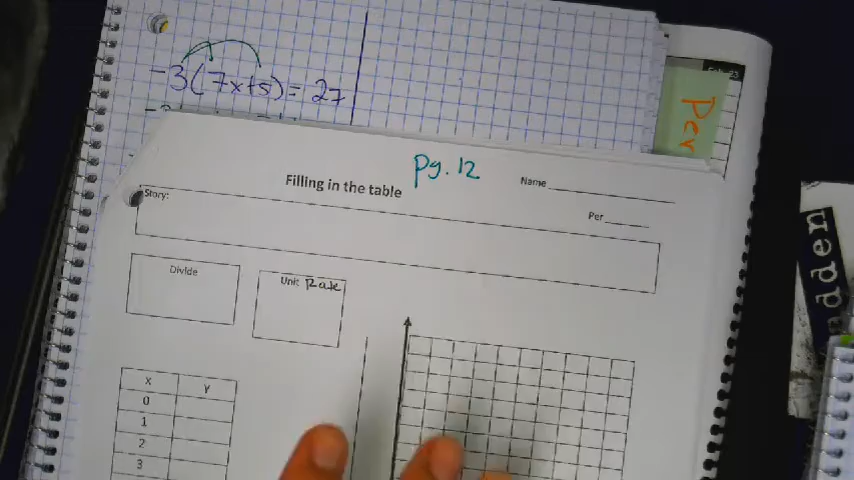 -3(7x+5)=27
pg. 12
Filling in the table
Name
Per
Story:
Divide
Unit Rate
X Y
0
1
2
3
Per
adden